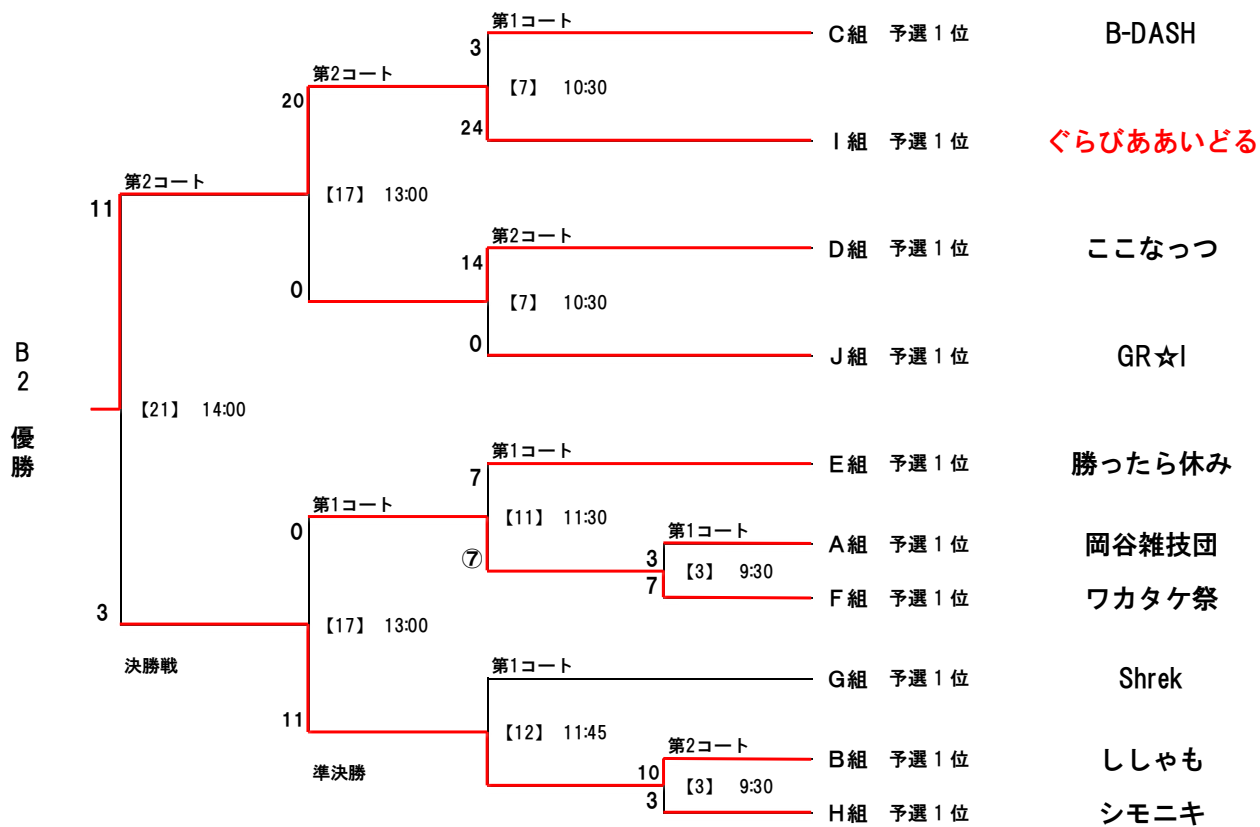 第1コート
3
C組 予選1位 B-DASH
【7】 10:30
第2コート
20
24
I組 予選1位 ぐらびああいどる
第2コート
11
【17】 13:00
第2コート
14
D組 予選1位 ここなっつ
0
【7】 10:30
0
J組 予選1位 GR☆I
B2 優勝
【21】 14:00
第1コート
7
E組 予選1位 勝ったら休み
第1コート
0
【11】 11:30
⑦
第1コート
3
A組 予選1位 岡谷雑技団
【3】 9:30
7
F組 予選1位 ワカタケ祭
3
【17】 13:00
決勝戦
第1コート
G組 予選1位 Shrek
11
【12】 11:45
準決勝
第2コート
10
B組 予選1位 ししゃも
【3】 9:30
3
H組 予選1位 シモニキ